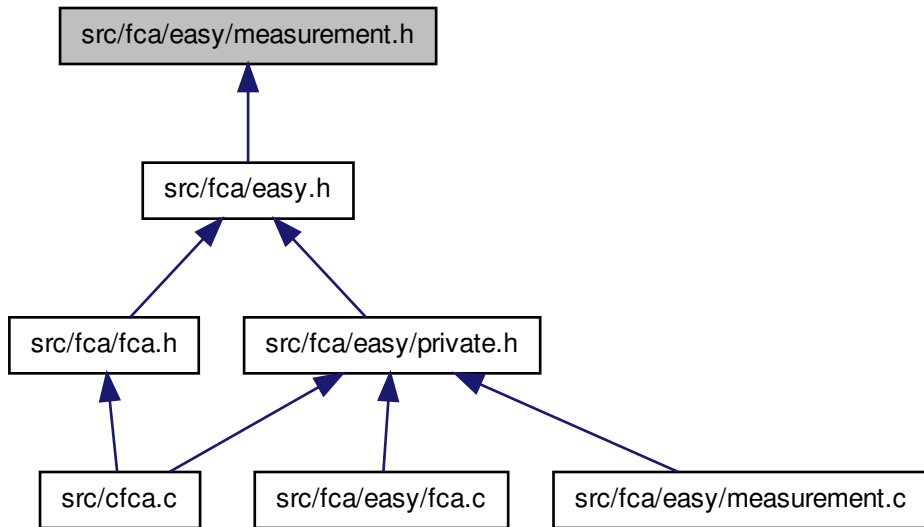 src/fca/easy/measurement.h
src/fca/easy.h
src/fca/fca.h
src/fca/easy/private.h
src/cfca.c
src/fca/easy/fca.c
src/fca/easy/measurement.c